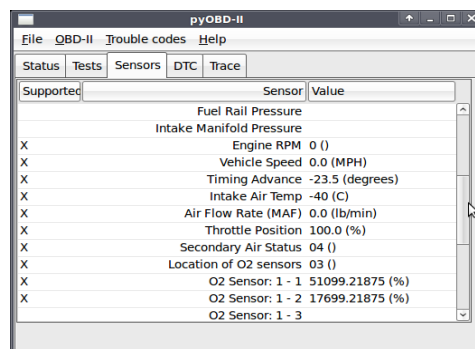 pyOBD-II
File OBD-II Trouble codes Help
Status Tests Sensors DTC Trace
Supported Sensor Value
Fuel Rail Pressure
Intake Manifold Pressure
X Engine RPM 0 ()
X Vehicle Speed 0.0 (MPH)
X Timing Advance -23.5 (degrees)
X Intake Air Temp -40 (C)
X Air Flow Rate (MAF) 0.0 (lb/min)
X Throttle Position 100.0 (%)
X Secondary Air Status 04 ()
X Location of O2 sensors 03 ()
X O2 Sensor: 1 - 1 51099.21875 (%)
X O2 Sensor: 1 - 2 17699.21875 (%)
O2 Sensor: 1 - 3